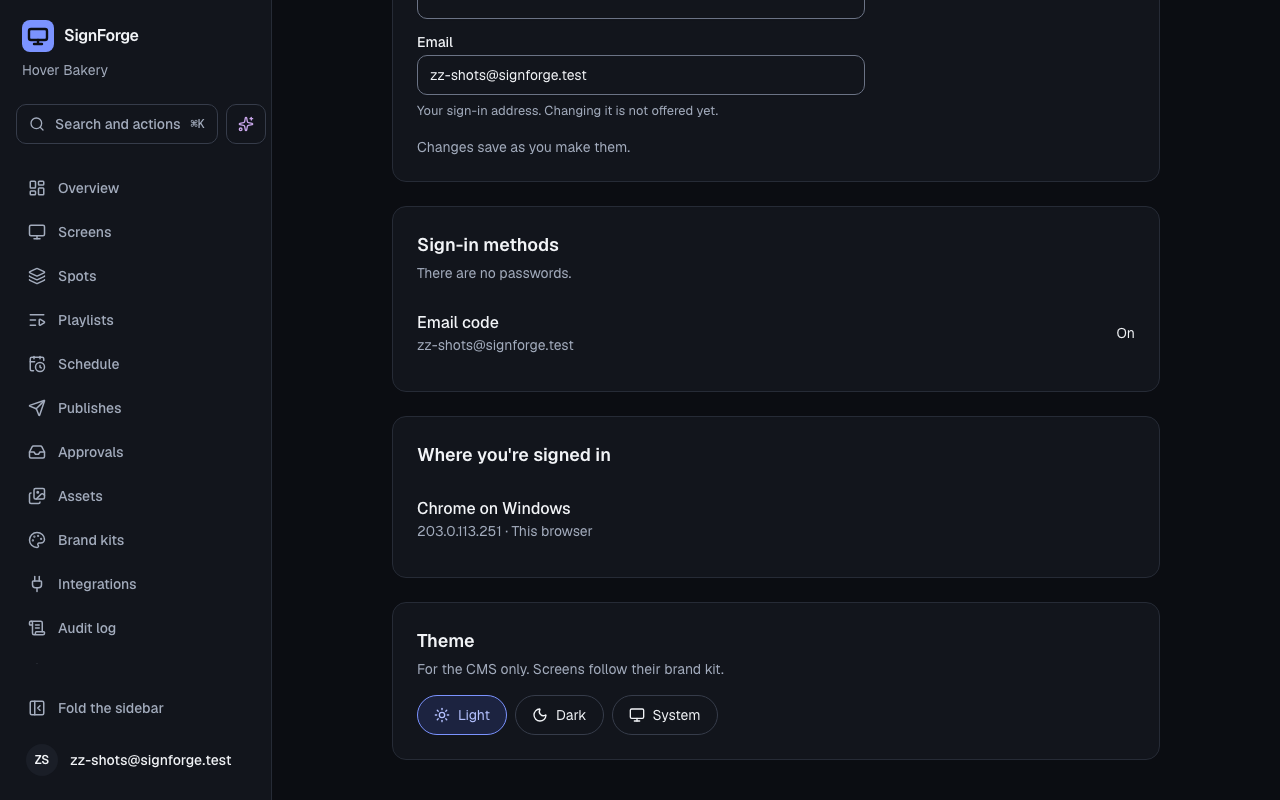 SignForge
Hover Bakery
Search and actions ⌘K
Overview
Screens
Spots
Playlists
Schedule
Publishes
Approvals
Assets
Brand kits
Integrations
Audit log
Fold the sidebar
ZS zz-shots@signforge.test
Email
zz-shots@signforge.test
Your sign-in address. Changing it is not offered yet.
Changes save as you make them.
Sign-in methods
There are no passwords.
Email code
zz-shots@signforge.test
On
Where you're signed in
Chrome on Windows
203.0.113.251 · This browser
Theme
For the CMS only. Screens follow their brand kit.
Light Dark System